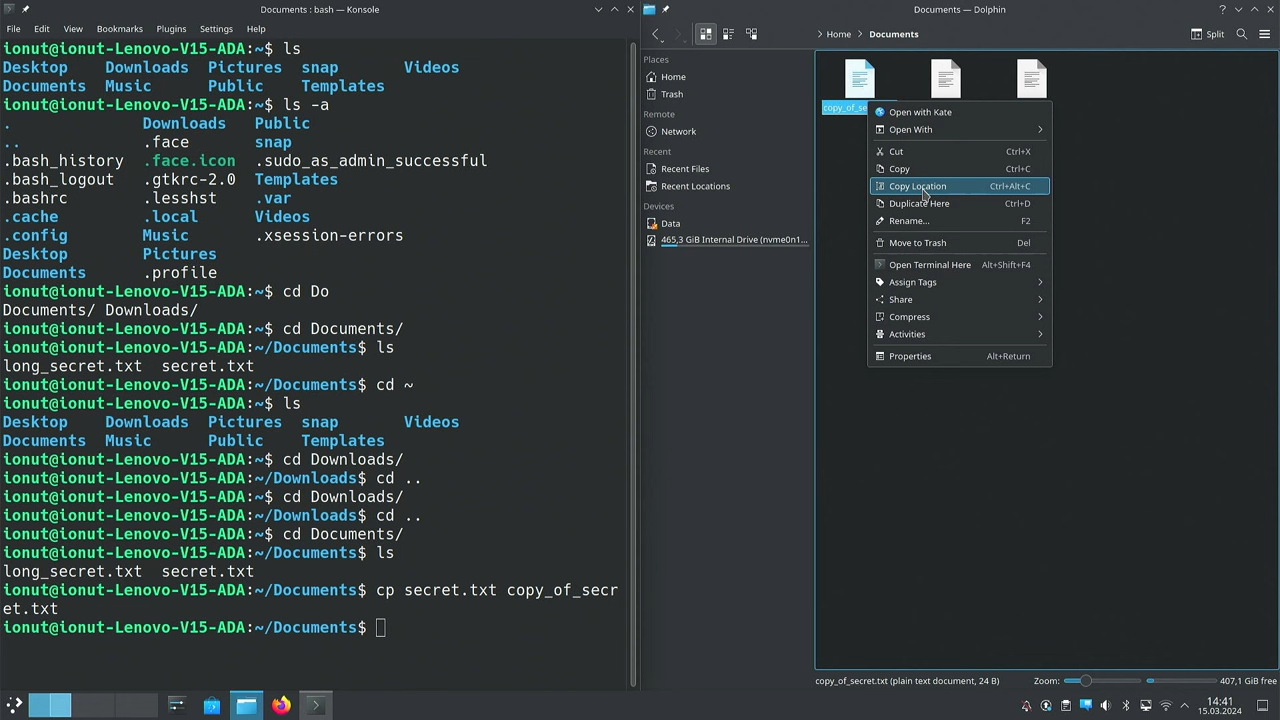 Documents : bash — Konsole
File Edit View Bookmarks Plugins Settings Help
ionut@ionut-Lenovo-V15-ADA:~$ ls
Desktop Downloads Pictures snap Videos
Documents Music Public Templates
ionut@ionut-Lenovo-V15-ADA:~$ ls -a
. Downloads Public
.. .face snap
.bash_history .face.icon .sudo_as_admin_successful
.bash_logout .gtkrc-2.0 Templates
.bashrc .lesshst .var
.cache .local Videos
.config Music .xsession-errors
Desktop Pictures
Documents .profile
ionut@ionut-Lenovo-V15-ADA:~$ cd Do
Documents/ Downloads/
ionut@ionut-Lenovo-V15-ADA:~$ cd Documents/
ionut@ionut-Lenovo-V15-ADA:~/Documents$ ls
long_secret.txt secret.txt
ionut@ionut-Lenovo-V15-ADA:~/Documents$ cd ~
ionut@ionut-Lenovo-V15-ADA:~$ ls
Desktop Downloads Pictures snap Videos
Documents Music Public Templates
ionut@ionut-Lenovo-V15-ADA:~$ cd Downloads/
ionut@ionut-Lenovo-V15-ADA:~/Downloads$ cd ..
ionut@ionut-Lenovo-V15-ADA:~$ cd Downloads/
ionut@ionut-Lenovo-V15-ADA:~/Downloads$ cd ..
ionut@ionut-Lenovo-V15-ADA:~$ cd Documents/
ionut@ionut-Lenovo-V15-ADA:~/Documents$ ls
long_secret.txt secret.txt
ionut@ionut-Lenovo-V15-ADA:~/Documents$ cp secret.txt copy_of_secr
et.txt
ionut@ionut-Lenovo-V15-ADA:~/Documents$
Documents — Dolphin
Home > Documents
Split
Places
Home
Trash
Remote
Network
Recent
Recent Files
Recent Locations
Devices
Data
465,3 GiB Internal Drive (nvme0n1...
copy_of_se
Open with Kate
Open With
Cut Ctrl+X
Copy Ctrl+C
Copy Location Ctrl+Alt+C
Duplicate Here Ctrl+D
Rename... F2
Move to Trash Del
Open Terminal Here Alt+Shift+F4
Assign Tags
Share
Compress
Activities
Properties Alt+Return
copy_of_secret.txt (plain text document, 24 B) Zoom: 407,1 GiB free
14:41
15.03.2024